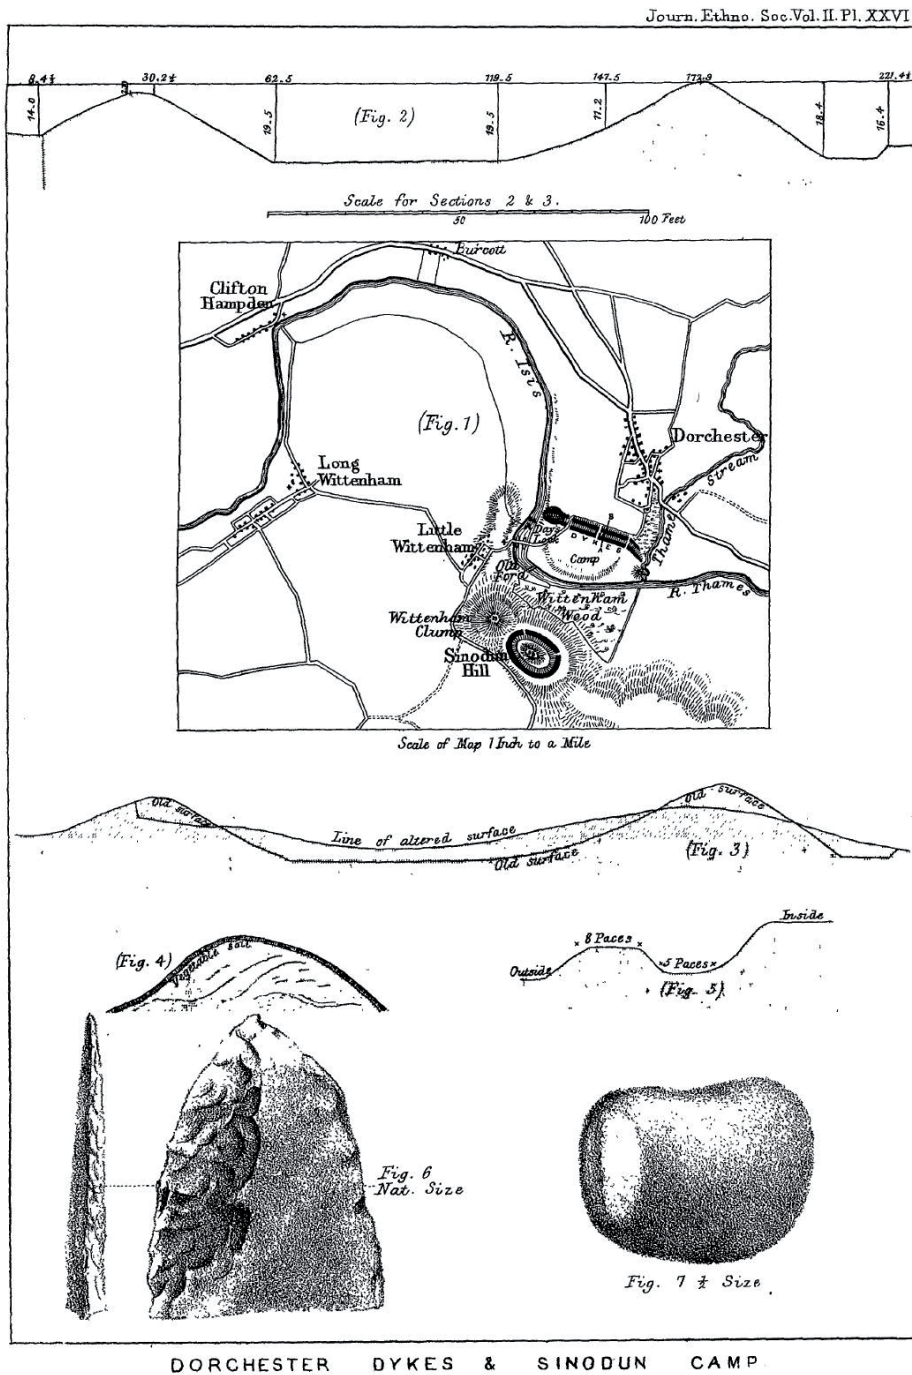 Journ. Ethno. Soc. Vol. II. Pl. XXVI
8.4½ 30.2½ 62.5 119.5 147.5 172.9 221.4½
14.0 19.5 (Fig. 2) 19.5 11.2 18.4 16.4
Scale for Sections 2 & 3.
50 100 Feet
Burcott
Clifton
Hampden
R. Isis
(Fig. 1)
Dorchester
Long
Wittenham
Stream
Thame
Little
Wittenham
Days
Lock
DYKES
Camp
Old
Ford
R. Thames
Wittenham
Wood
Wittenham
Clump
Sinodun
Hill
Scale of Map 1 Inch to a Mile
Old surface
Old surface
Line of altered surface
Old surface
(Fig. 3)
(Fig. 4)
Vegetable soil
Inside
8 Paces
5 Paces
Outside
(Fig. 5)
Fig. 6
Nat. Size
Fig. 7 ½ Size
DORCHESTER DYKES & SINODUN CAMP